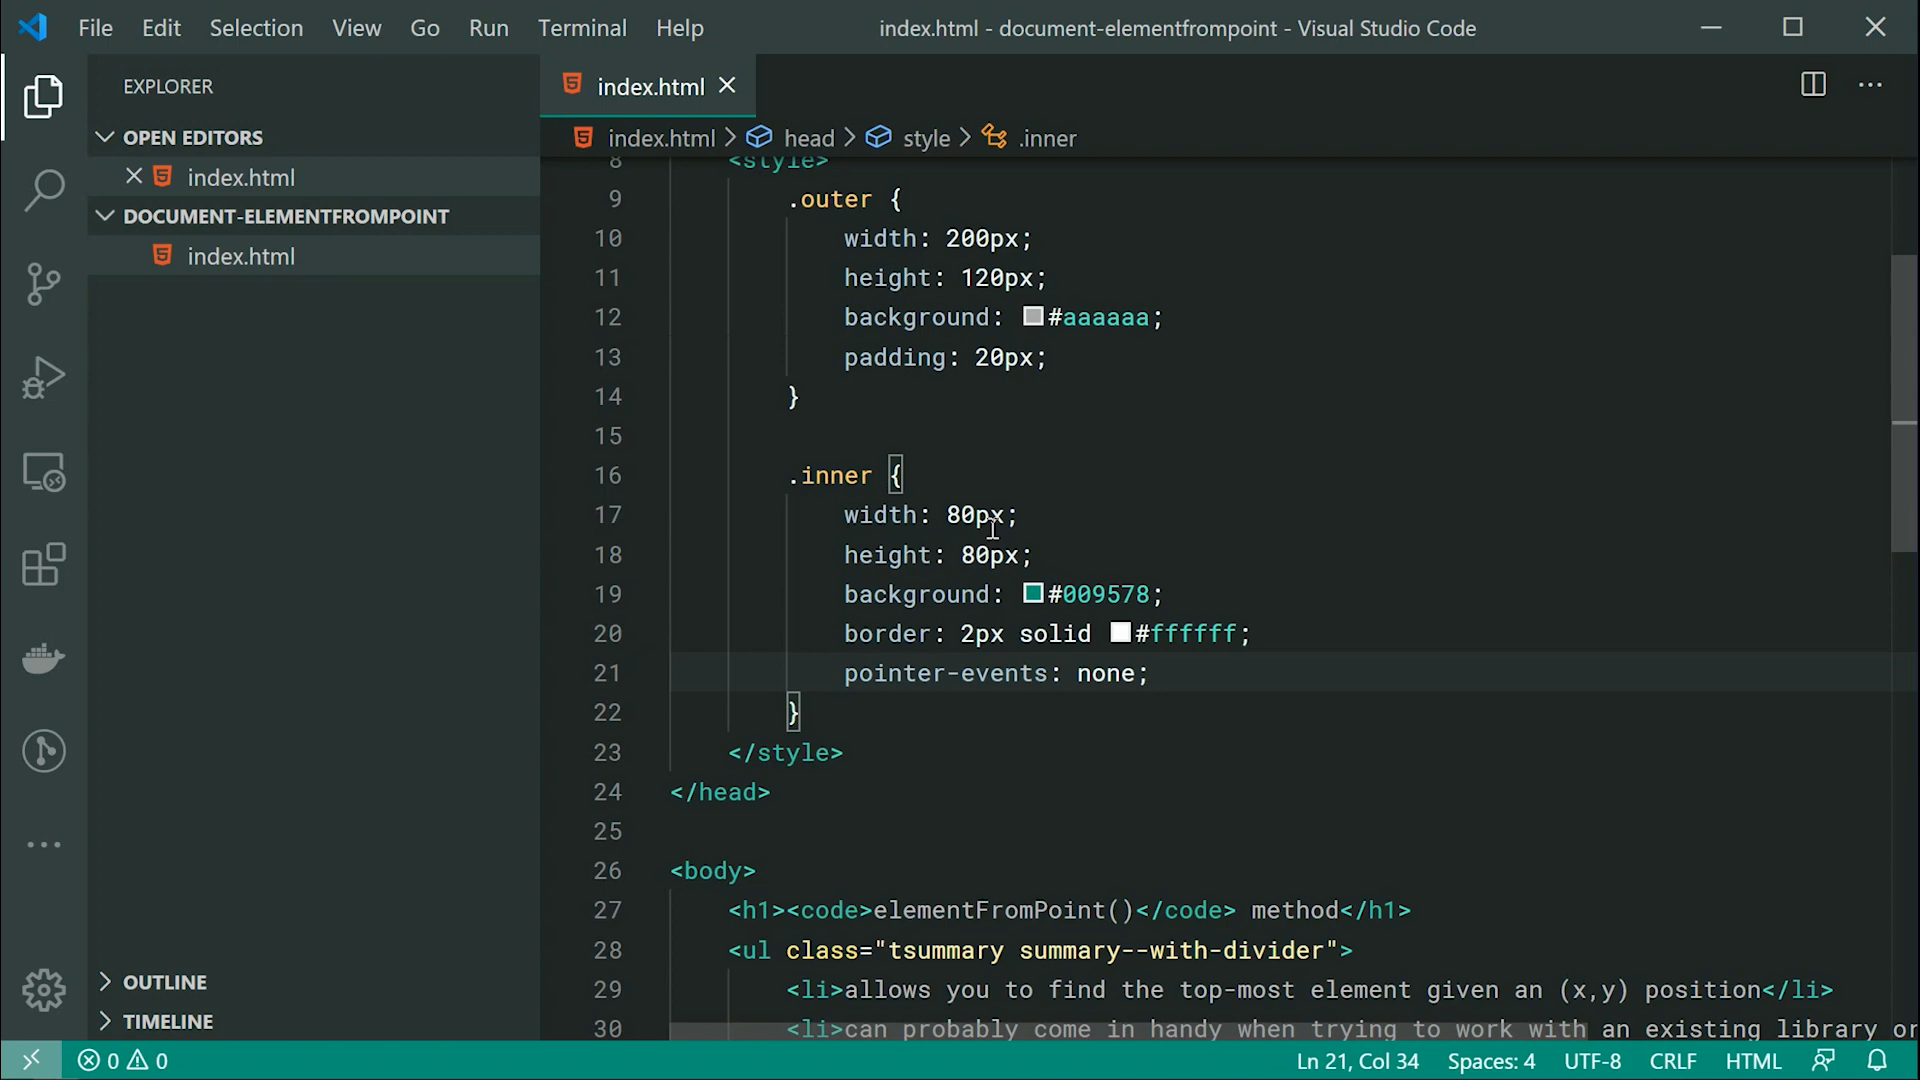 File Edit Selection View Go Run Terminal Help
index.html - document-elementfrompoint - Visual Studio Code
EXPLORER
OPEN EDITORS
index.html
DOCUMENT-ELEMENTFROMPOINT
index.html
OUTLINE
TIMELINE
index.html
index.html > head > style > .inner
8 <style>
9 .outer {
10 width: 200px;
11 height: 120px;
12 background: #aaaaaa;
13 padding: 20px;
14 }
15
16 .inner {
17 width: 80px;
18 height: 80px;
19 background: #009578;
20 border: 2px solid #ffffff;
21 pointer-events: none;
22 }
23 </style>
24 </head>
25
26 <body>
27 <h1><code>elementFromPoint()</code> method</h1>
28 <ul class="tsummary summary--with-divider">
29 <li>allows you to find the top-most element given an (x,y) position</li>
30 <li>can probably come in handy when trying to work with an existing library or
0 0
Ln 21, Col 34 Spaces: 4 UTF-8 CRLF HTML